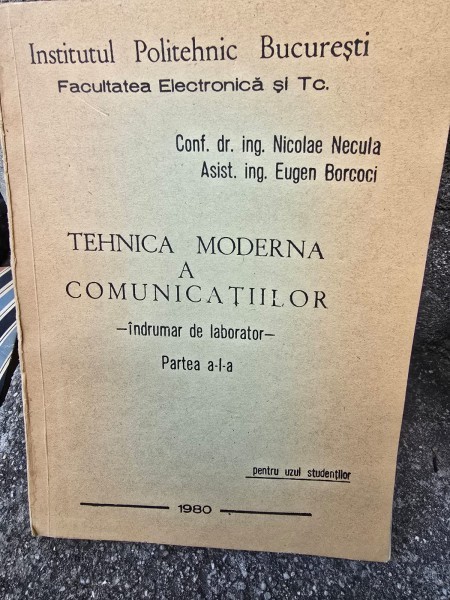 Institutul Politehnic București
Facultatea Electronică și Tc.
Conf. dr. ing. Nicolae Necula
Asist. ing. Eugen Borcoci
TEHNICA MODERNA
A
COMUNICAȚIILOR
—îndrumar de laborator—
Partea a-I-a
pentru uzul studenților
1980